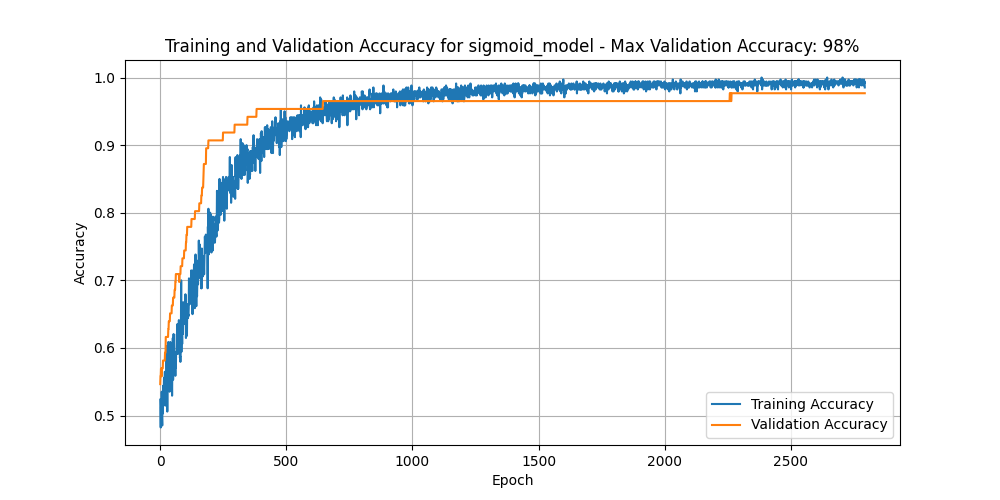 Training and Validation Accuracy for sigmoid_model - Max Validation Accuracy: 98%
1.0
0.9
0.8
0.7
0.6
0.5
Accuracy
0 500 1000 1500 2000 2500
Epoch
Training Accuracy
Validation Accuracy